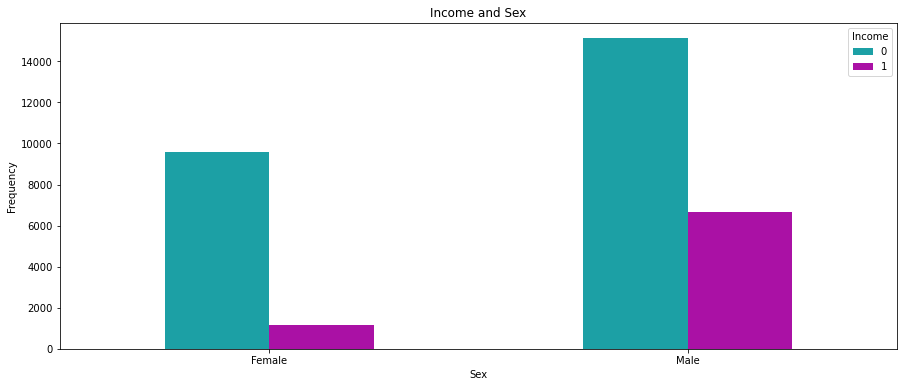 Income and Sex
Income
0
1
14000
12000
10000
8000
6000
4000
2000
0
Frequency
Female
Male
Sex